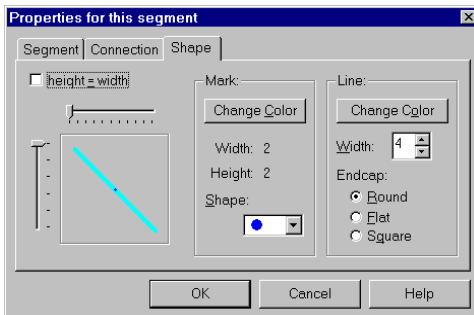 Properties for this segment
Segment Connection Shape
height = width
Mark:
Change Color
Width: 2
Height: 2
Shape:
Line:
Change Color
Width: 4
Endcap:
Round
Flat
Square
OK Cancel Help